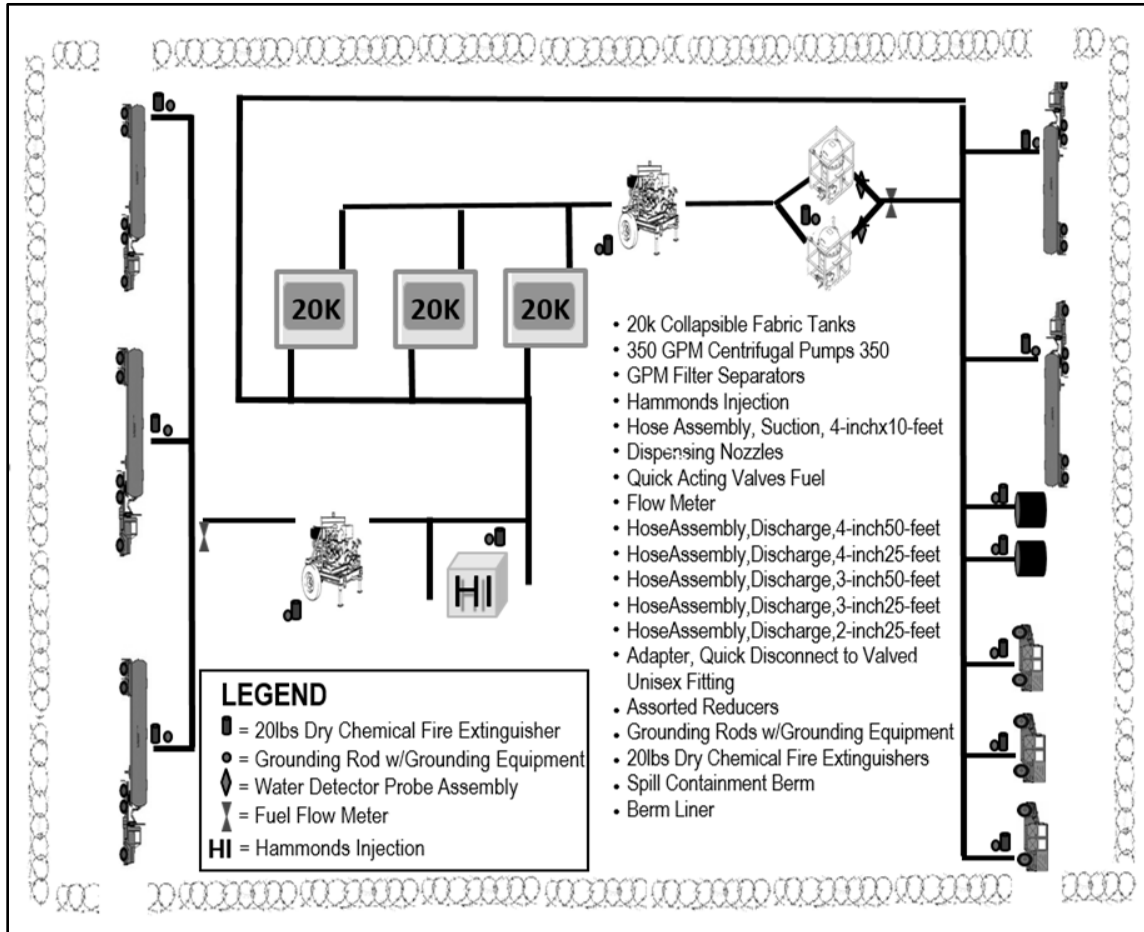 20K 20K 20K
• 20k Collapsible Fabric Tanks
• 350 GPM Centrifugal Pumps 350
• GPM Filter Separators
• Hammonds Injection
• Hose Assembly, Suction, 4-inchx10-feet
• Dispensing Nozzles
• Quick Acting Valves Fuel
• Flow Meter
• HoseAssembly,Discharge,4-inch50-feet
• HoseAssembly,Discharge,4-inch25-feet
• HoseAssembly,Discharge,3-inch50-feet
• HoseAssembly,Discharge,3-inch25-feet
• HoseAssembly,Discharge,2-inch25-feet
• Adapter, Quick Disconnect to Valved
Unisex Fitting
• Assorted Reducers
• Grounding Rods w/Grounding Equipment
• 20lbs Dry Chemical Fire Extinguishers
• Spill Containment Berm
• Berm Liner
HI
LEGEND
= 20lbs Dry Chemical Fire Extinguisher
= Grounding Rod w/Grounding Equipment
= Water Detector Probe Assembly
= Fuel Flow Meter
HI = Hammonds Injection